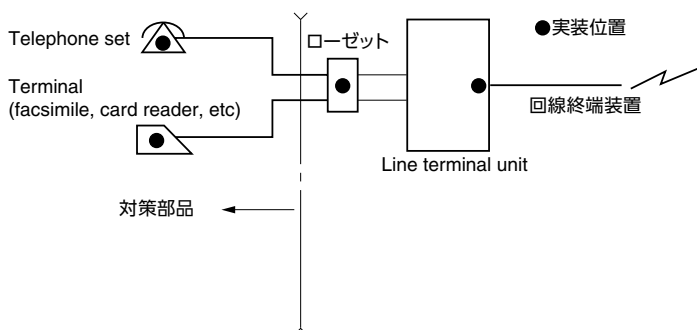 Telephone set
Terminal
(facsimile, card reader, etc)
ローゼット
●実装位置
回線終端装置
Line terminal unit
対策部品